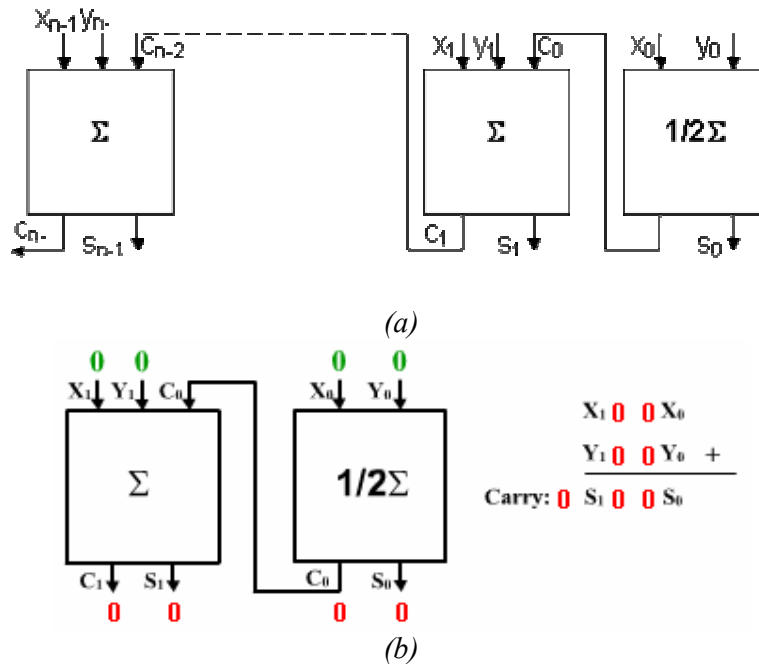 Xn-1 yn- Cn-2 X1 y1 C0 X0 y0
Σ Σ 1/2Σ
Cn- Sn-1 C1 S1 S0
(a)
0 0 0 0
X1 Y1 C0 X0 Y0
Σ 1/2Σ
C1 S1 C0 S0
0 0 0 0
X1 0 0 X0
Y1 0 0 Y0 +
Carry: 0 S1 0 0 S0
(b)